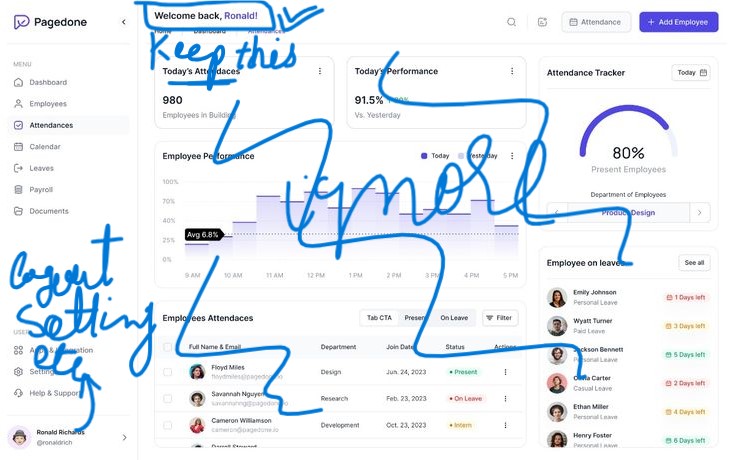 Pagedone
Welcome back, Ronald!
Home Dashboard Attendances
Attendance
Add Employee
Keep this
MENU
Dashboard
Employees
Attendances
Calendar
Leaves
Payroll
Documents
Logout
Setting
etc
USER
Settings
Help & Support
Ronald Richards
@ronaldrich
Today's Attedaces
980
Employees In Building
Today's Performance
91.5%
Vs. Yesterday
ignore
Employee Performance
Today Yesterday
100%
70%
40%
25%
0%
Avg 6.8%
9 AM 10 AM 11 AM 12 PM 1 PM 2 PM 3 PM 4 PM 5 PM
Attendance Tracker
Today
80%
Present Employees
Department of Employees
Product Design
Employees Attendaces
Tab CTA Present On Leave
Filter
Full Name & Email Department Join Date Status Actions
Floyd Miles
floydmiles@pagedone.io
Design Jun. 24, 2023 Present
Savannah Nguyen
savannahng@pagedone.io
Research Feb. 23, 2023 On Leave
Cameron Williamson
cameron@pagedone.io
Development Oct. 23, 2023 Intern
Employee on leaves
See all
Emily Johnson
Personal Leave
1 Days left
Wyatt Turner
Paid Leave
3 Days left
Jackson Bennett
Personal Leave
5 Days left
Olivia Carter
Casual Leave
2 Days left
Ethan Miller
Personal Leave
4 Days left
Henry Foster
Personal Leave
6 Days left